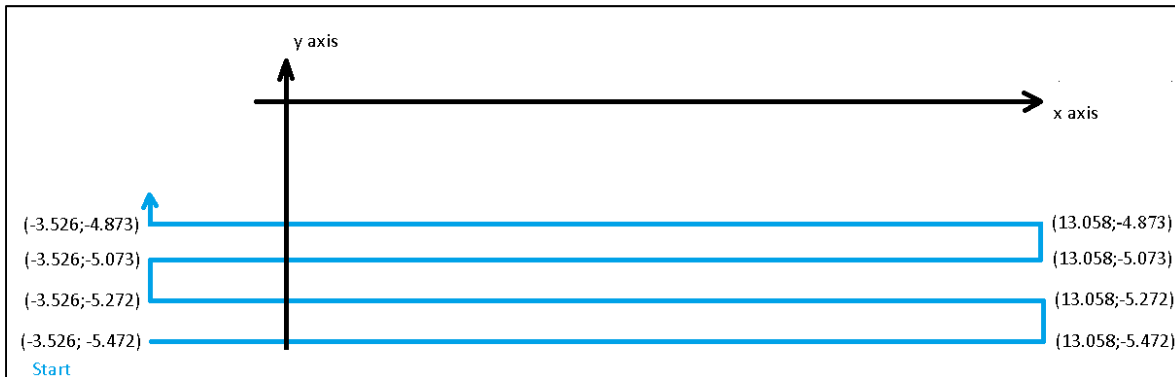 y axis
x axis
(-3.526;-4.873)
(13.058;-4.873)
(-3.526;-5.073)
(13.058;-5.073)
(-3.526;-5.272)
(13.058;-5.272)
(-3.526; -5.472)
(13.058;-5.472)
Start